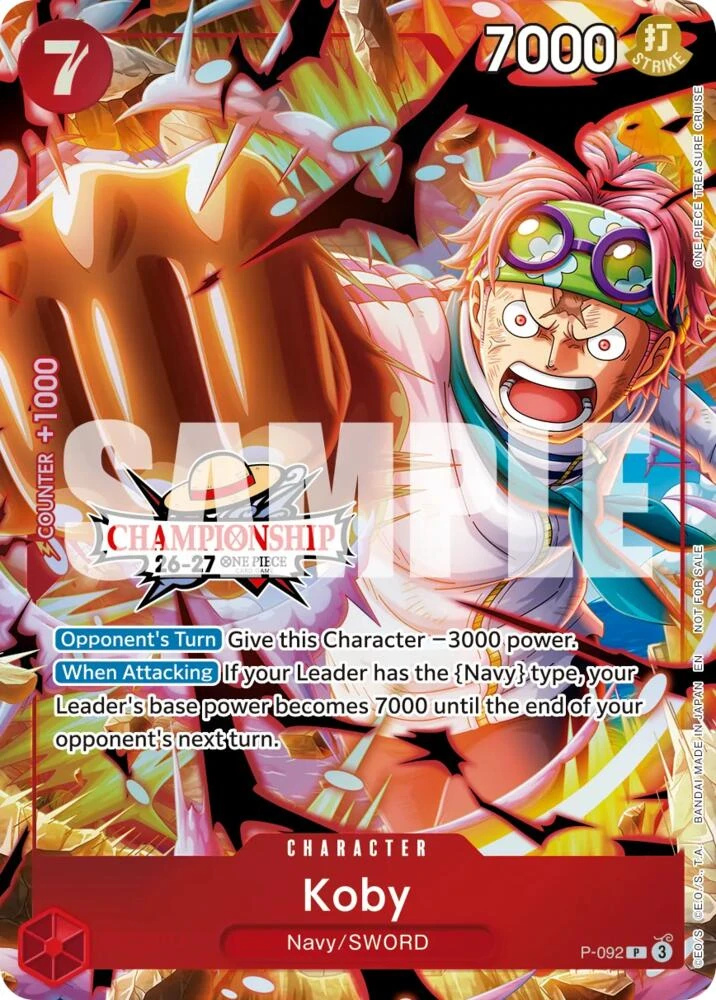 7
7000
打
STRIKE
ONE PIECE TREASURE CRUISE
COUNTER +1000
SAMPLE
CHAMPIONSHIP
26-27 ONE PIECE
CARD GAME
Opponent's Turn Give this Character −3000 power.
When Attacking If your Leader has the {Navy} type, your
Leader's base power becomes 7000 until the end of your
opponent's next turn.
©E.O/S ©E.O./S., T.A. BANDAI MADE IN JAPAN EN NOT FOR SALE
CHARACTER
Koby
Navy/SWORD
P-092 P 3